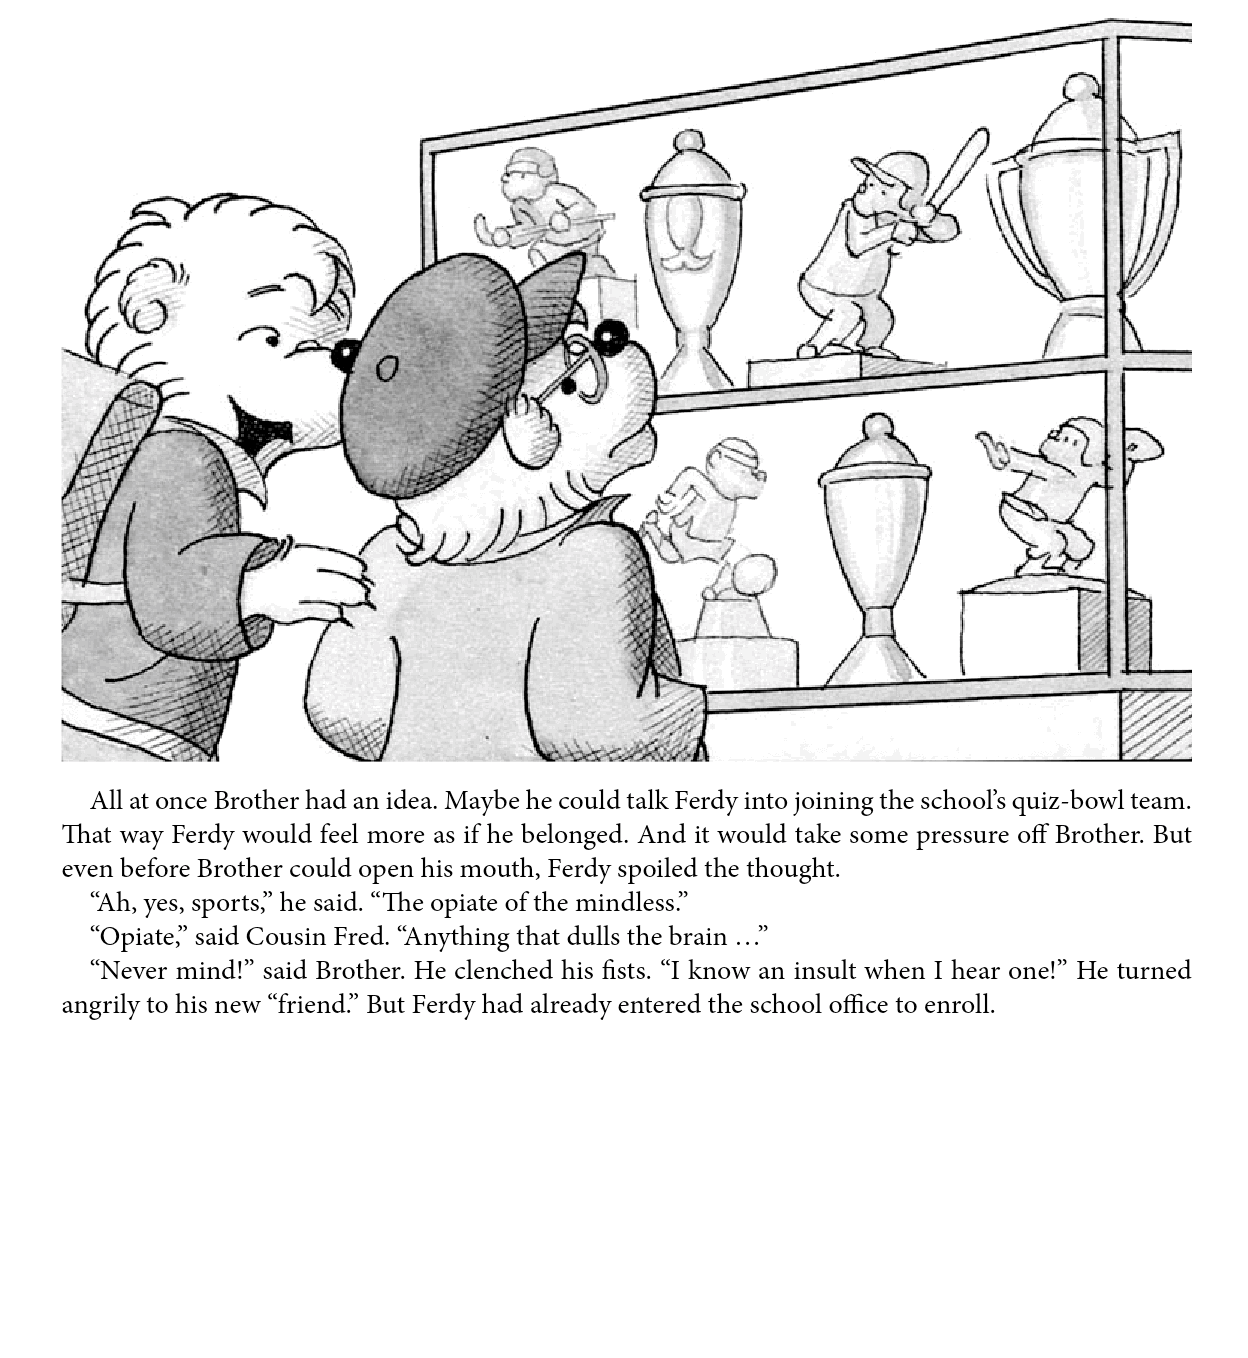 All at once Brother had an idea. Maybe he could talk Ferdy into joining the school’s quiz-bowl team.
That way Ferdy would feel more as if he belonged. And it would take some pressure off Brother. But
even before Brother could open his mouth, Ferdy spoiled the thought.
“Ah, yes, sports,” he said. “The opiate of the mindless.”
“Opiate,” said Cousin Fred. “Anything that dulls the brain …”
“Never mind!” said Brother. He clenched his fists. “I know an insult when I hear one!” He turned
angrily to his new “friend.” But Ferdy had already entered the school office to enroll.